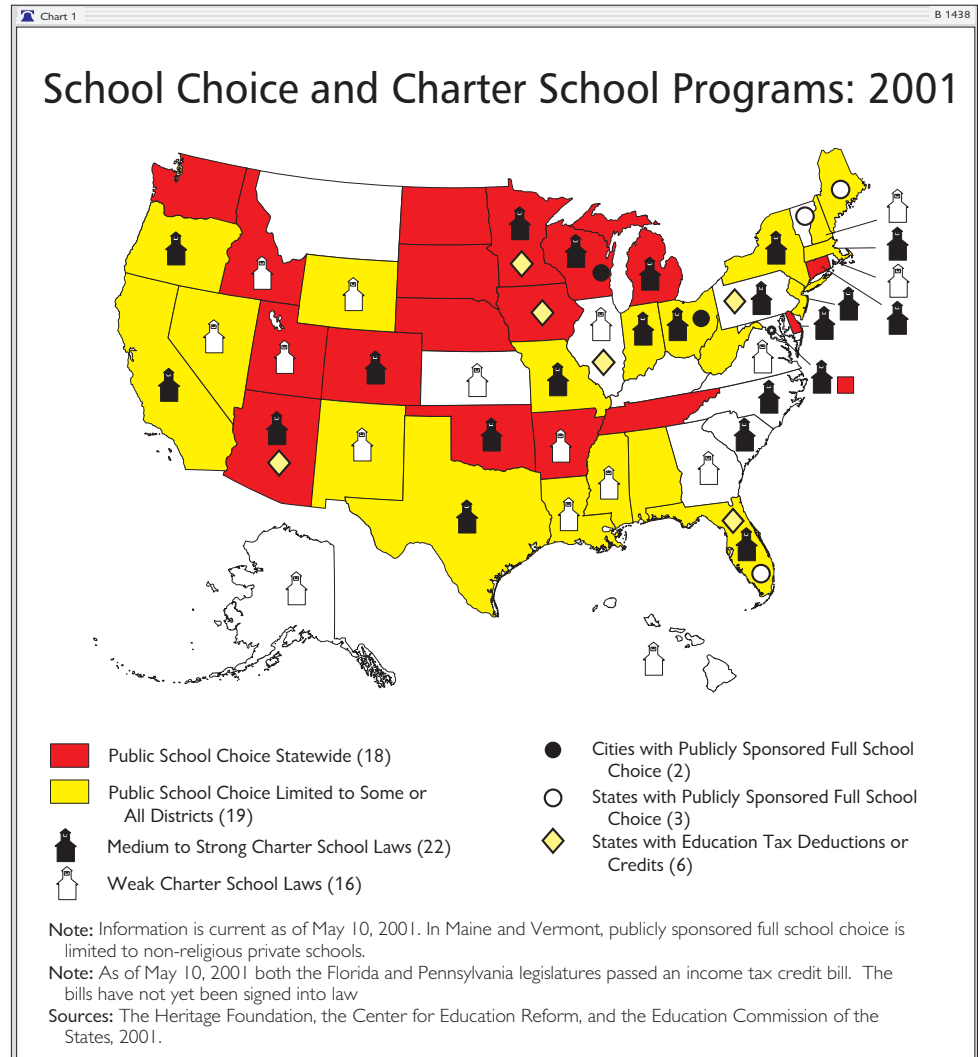 Chart 1
B 1438
School Choice and Charter School Programs: 2001
Public School Choice Statewide (18)
Public School Choice Limited to Some or
All Districts (19)
Medium to Strong Charter School Laws (22)
Weak Charter School Laws (16)
Cities with Publicly Sponsored Full School
Choice (2)
States with Publicly Sponsored Full School
Choice (3)
States with Education Tax Deductions or
Credits (6)
Note: Information is current as of May 10, 2001. In Maine and Vermont, publicly sponsored full school choice is
limited to non-religious private schools.
Note: As of May 10, 2001 both the Florida and Pennsylvania legislatures passed an income tax credit bill. The
bills have not yet been signed into law
Sources: The Heritage Foundation, the Center for Education Reform, and the Education Commission of the
States, 2001.